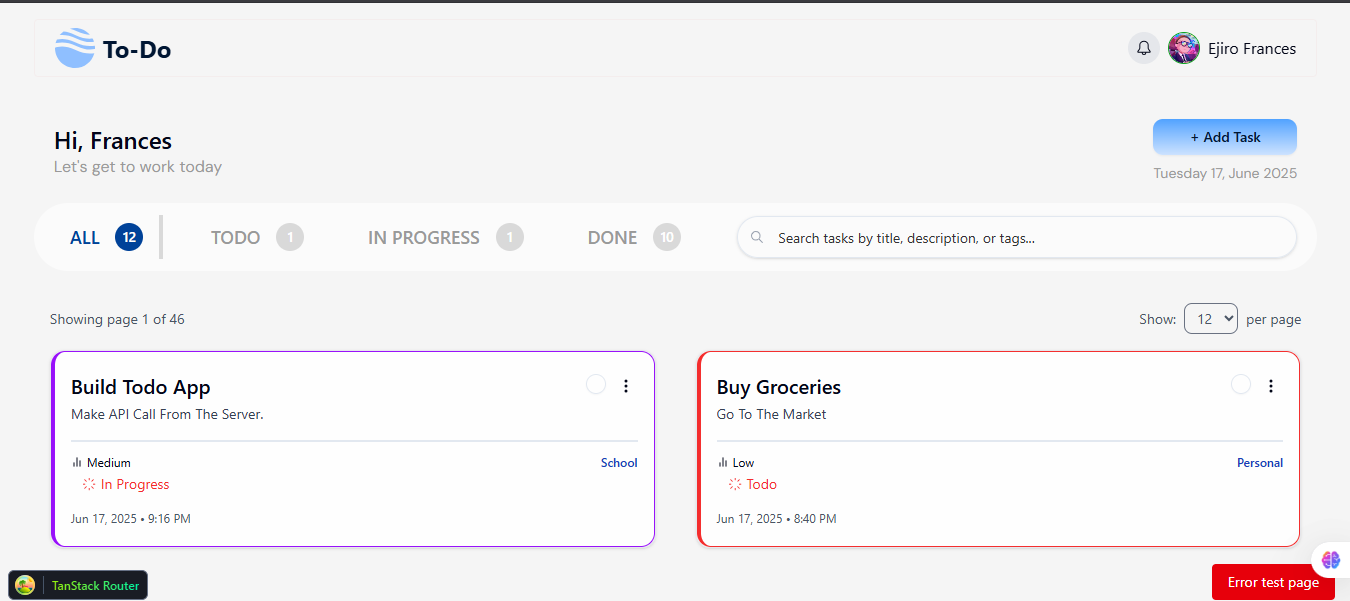 To-Do
Ejiro Frances
Hi, Frances
Let's get to work today
+ Add Task
Tuesday 17, June 2025
ALL 12
TODO 1
IN PROGRESS 1
DONE 10
Search tasks by title, description, or tags...
Showing page 1 of 46
Show: 12 per page
Build Todo App
Make API Call From The Server.
Medium
School
In Progress
Jun 17, 2025 • 9:16 PM
Buy Groceries
Go To The Market
Low
Personal
Todo
Jun 17, 2025 • 8:40 PM
TanStack Router
Error test page